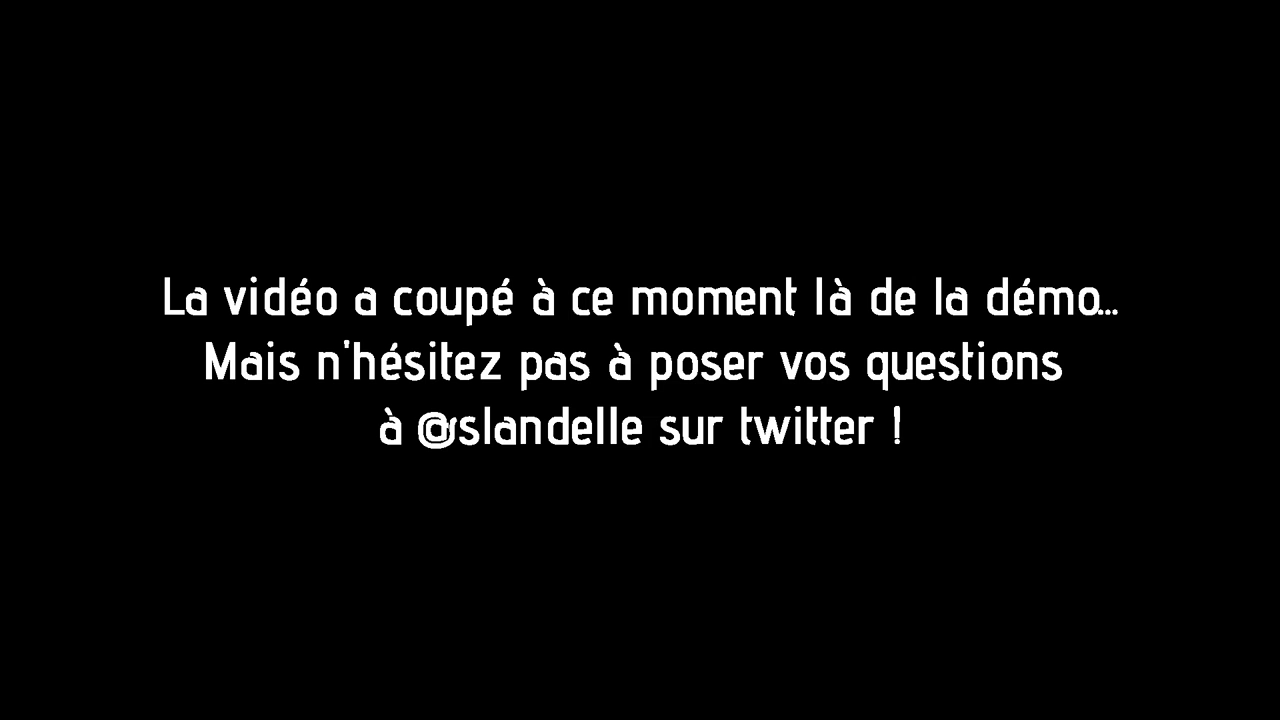 La vidéo a coupé à ce moment là de la démo...
Mais n'hésitez pas à poser vos questions
à @slandelle sur twitter !